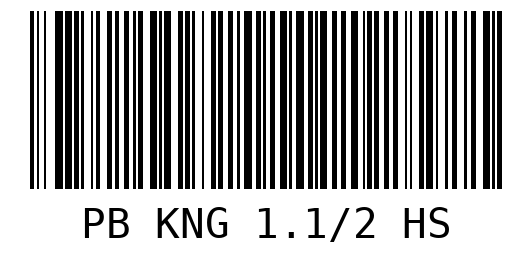 PB KNG 1.1/2 HS